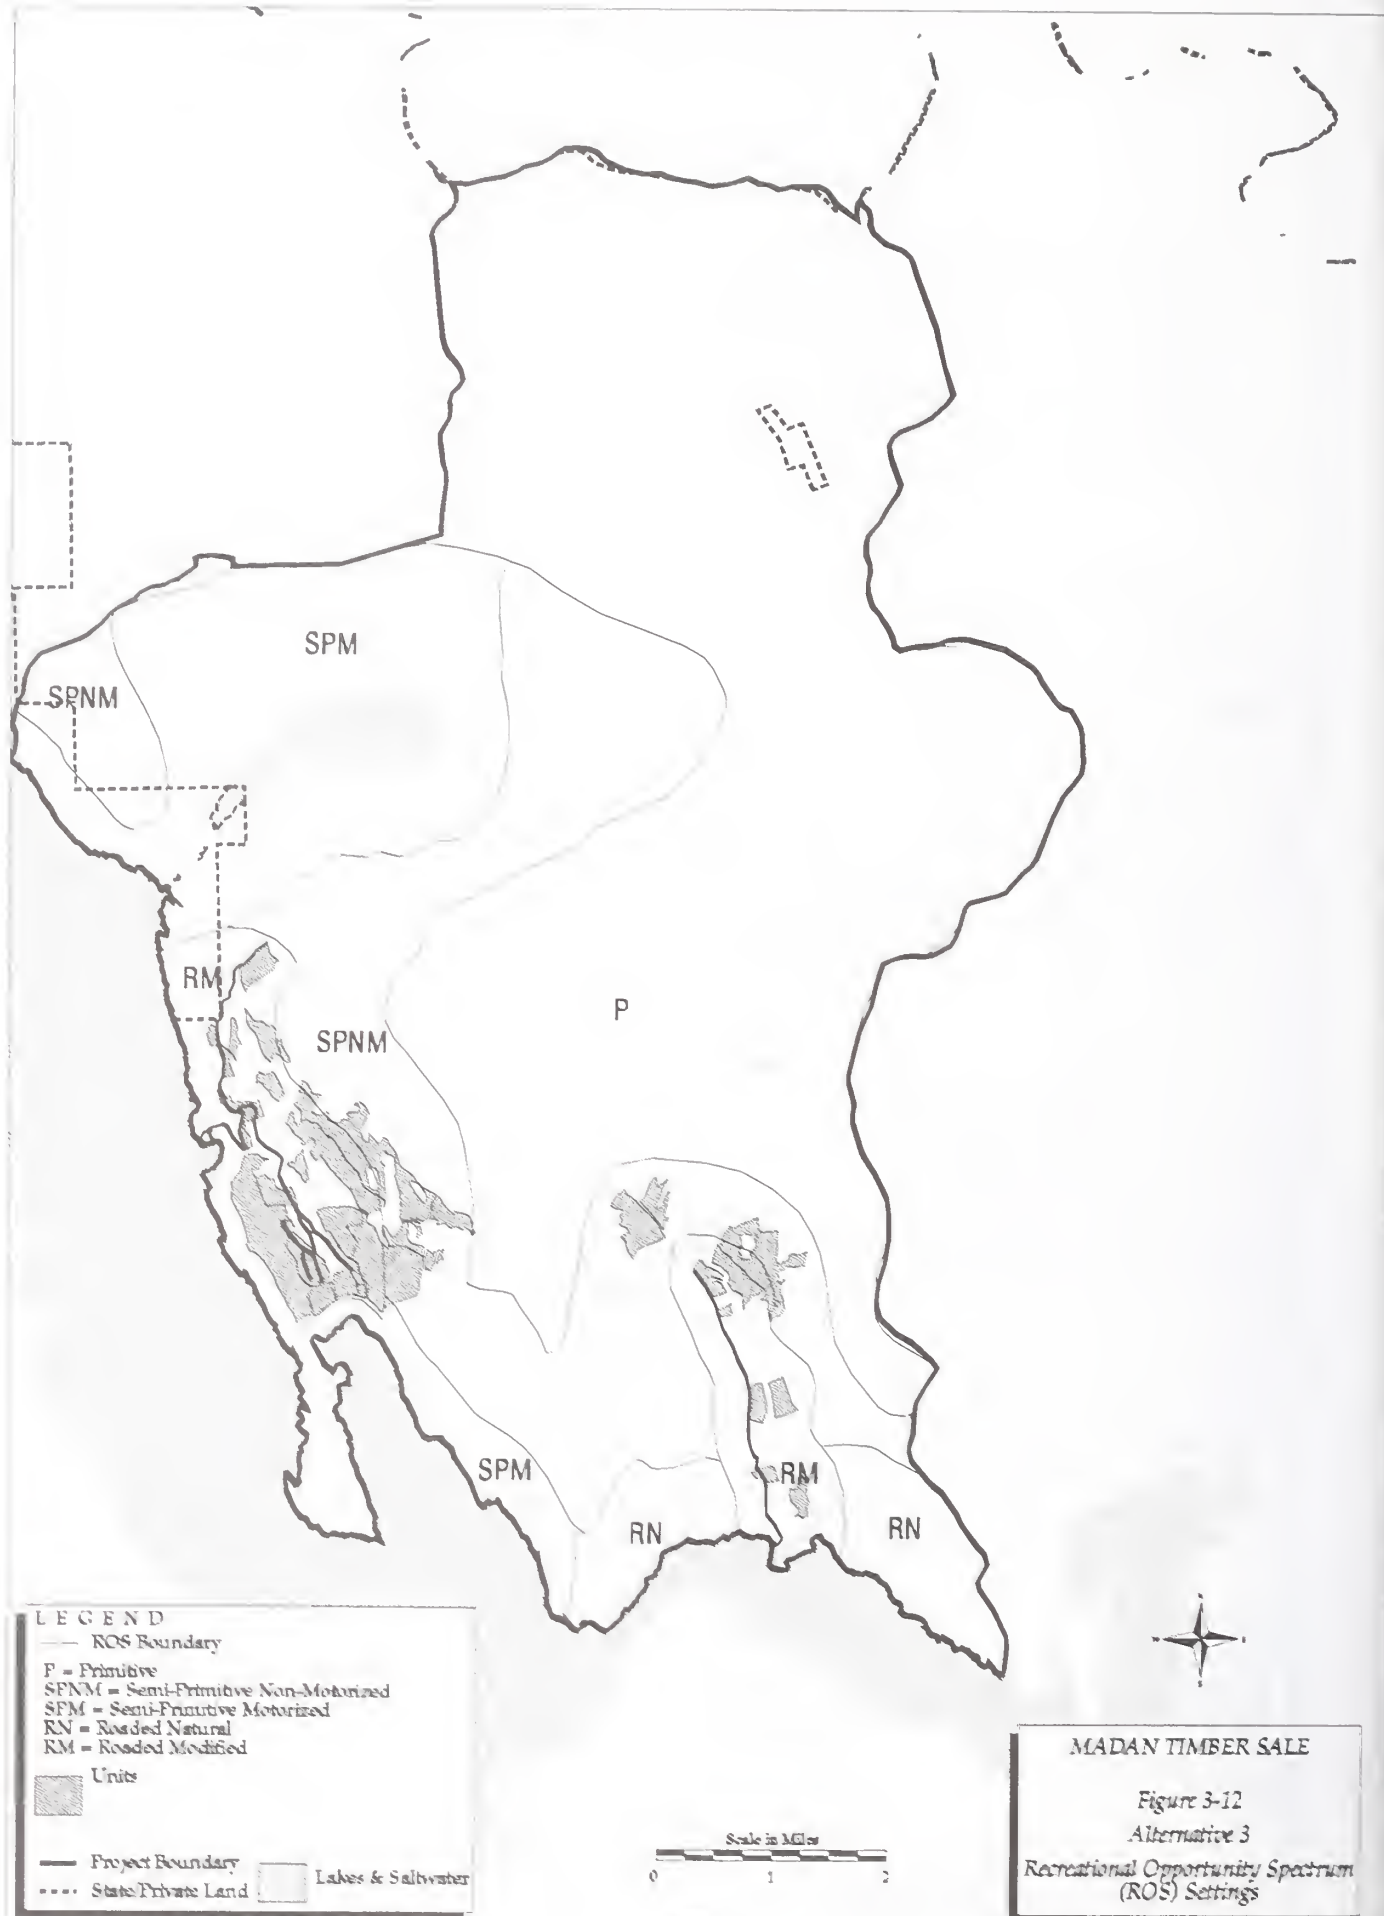 SPM
SPNM
RM
SPNM
P
SPM
RM
RN
RN
LEGEND
ROS Boundary
P = Primitive
SPNM = Semi-Primitive Non-Motorized
SPM = Semi-Primitive Motorized
RN = Roaded Natural
RM = Roaded Modified
Units
Project Boundary
State/Private Land
Lakes & Saltwater
Scale in Miles
0 1 2
MADAN TIMBER SALE
Figure 3-12
Alternative 3
Recreational Opportunity Spectrum
(ROS) Settings